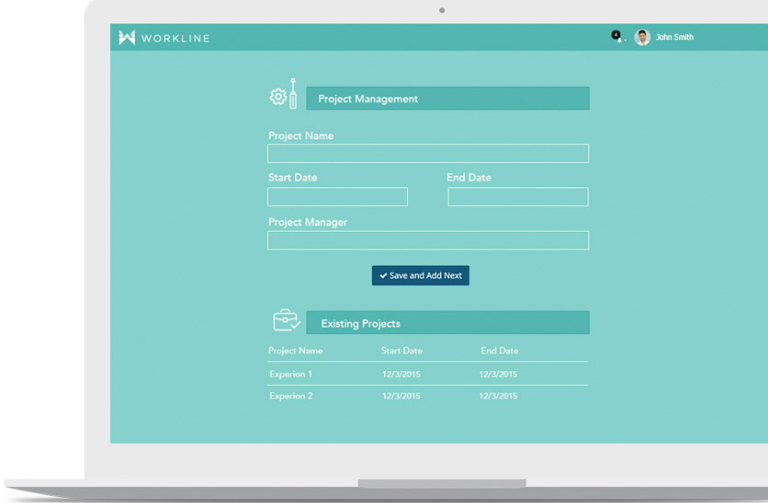 WORKLINE
John Smith
Project Management
Project Name
Start Date End Date
Project Manager
Save and Add Next
Existing Projects
Project Name Start Date End Date
Experion 1 12/3/2015 12/3/2015
Experion 2 12/3/2015 12/3/2015